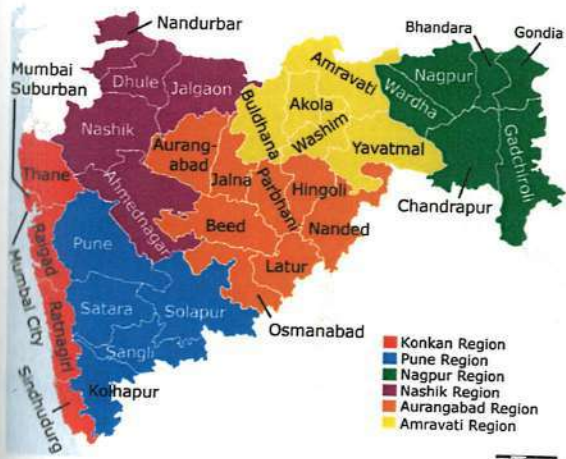 Nandurbar
Bhandara
Gondia
Mumbai
Suburban
Dhule
Jalgaon
Amravati
Nagpur
Buldhana
Akola
Wardha
Nashik
Washim
Aurang-
abad
Yavatmal
Gadchiroli
Thane
Jalna
Parbhani
Hingoli
Ahmednagar
Chandrapur
Beed
Nanded
Raigad
Pune
Mumbai City
Latur
Ratnagiri
Satara
Solapur
Osmanabad
Sangli
Sindhudurg
Kolhapur
Konkan Region
Pune Region
Nagpur Region
Nashik Region
Aurangabad Region
Amravati Region